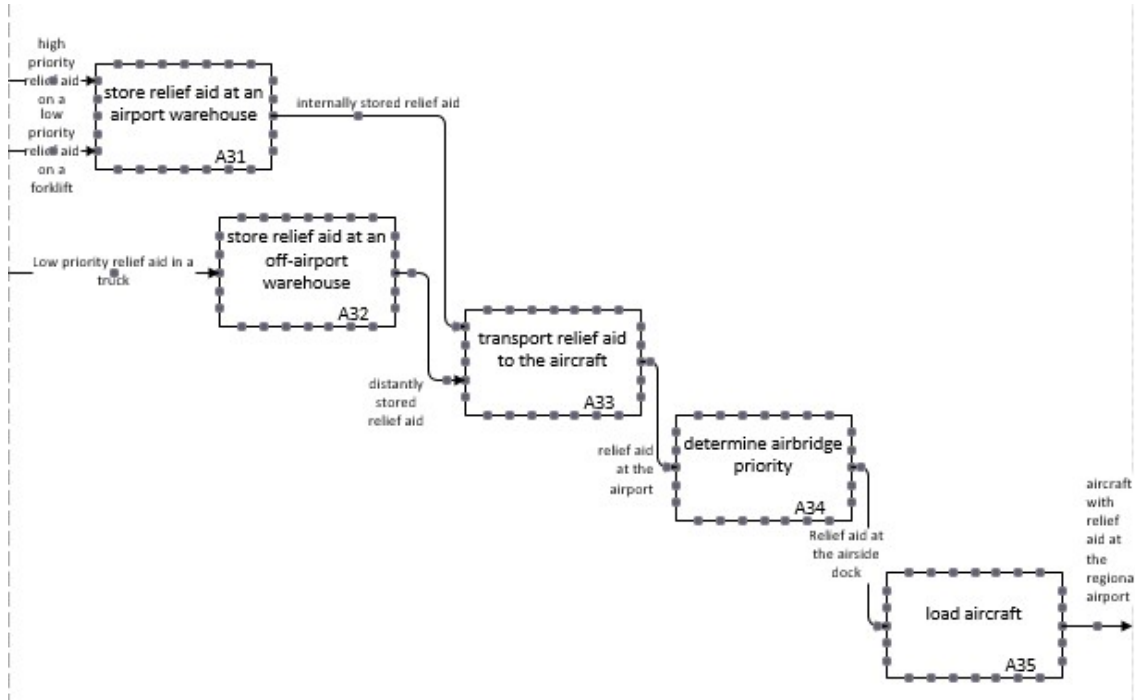 high
priority
relief aid
on a
low
priority
relief aid
on a
forklift
store relief aid at an
airport warehouse
A31
internally stored relief aid
Low priority relief aid in a
truck
store relief aid at an
off-airport
warehouse
A32
distantly
stored
relief aid
transport relief aid
to the aircraft
A33
relief aid
at the
airport
determine airbridge
priority
A34
Relief aid at
the airside
dock
load aircraft
A35
aircraft
with
relief
aid at
the
regiona
airport